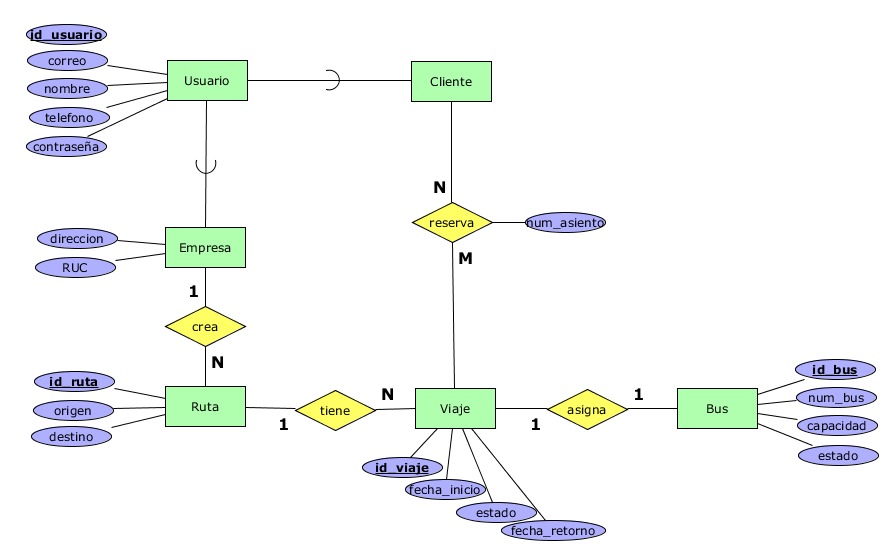 id_usuario
correo
nombre
telefono
contraseña
Usuario
Cliente
N
reserva
num_asiento
M
direccion
RUC
Empresa
1
crea
N
id_ruta
origen
destino
Ruta
1
tiene
N
Viaje
1
asigna
1
Bus
id_bus
num_bus
capacidad
estado
id_viaje
fecha_inicio
estado
fecha_retorno